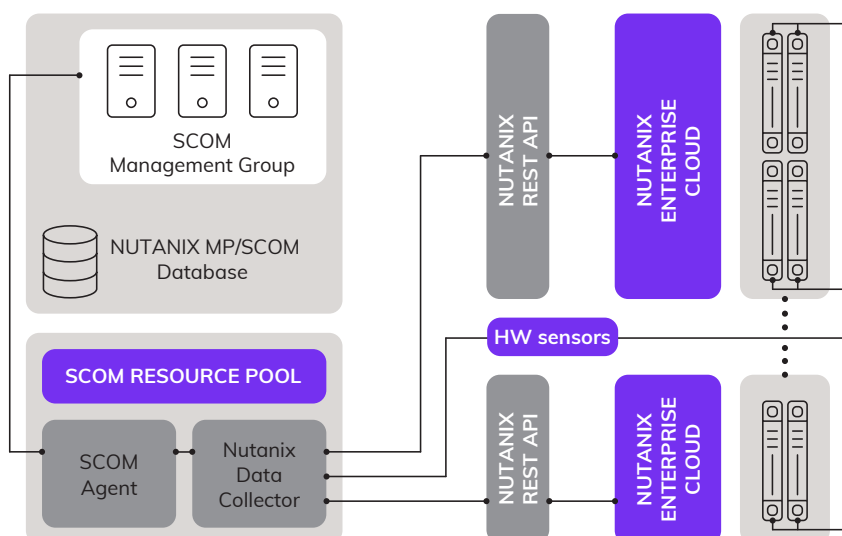 SCOM
Management Group
NUTANIX MP/SCOM
Database
SCOM RESOURCE POOL
SCOM
Agent
Nutanix
Data
Collector
NUTANIX
REST API
NUTANIX
ENTERPRISE
CLOUD
HW sensors
NUTANIX
REST API
NUTANIX
ENTERPRISE
CLOUD